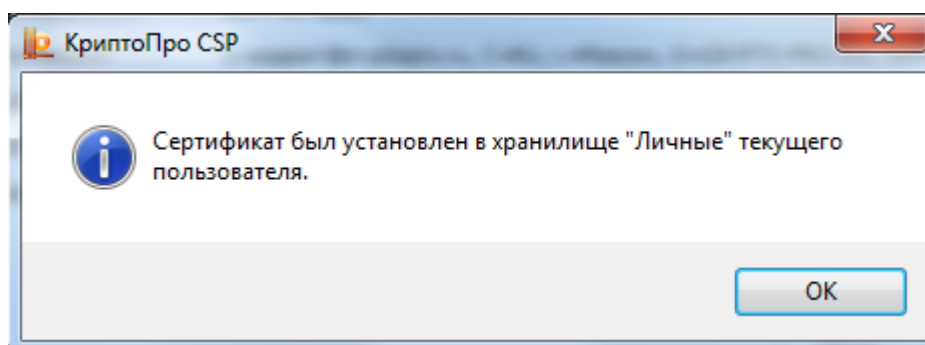 КриптоПро CSP
Сертификат был установлен в хранилище "Личные" текущего
пользователя.
OK